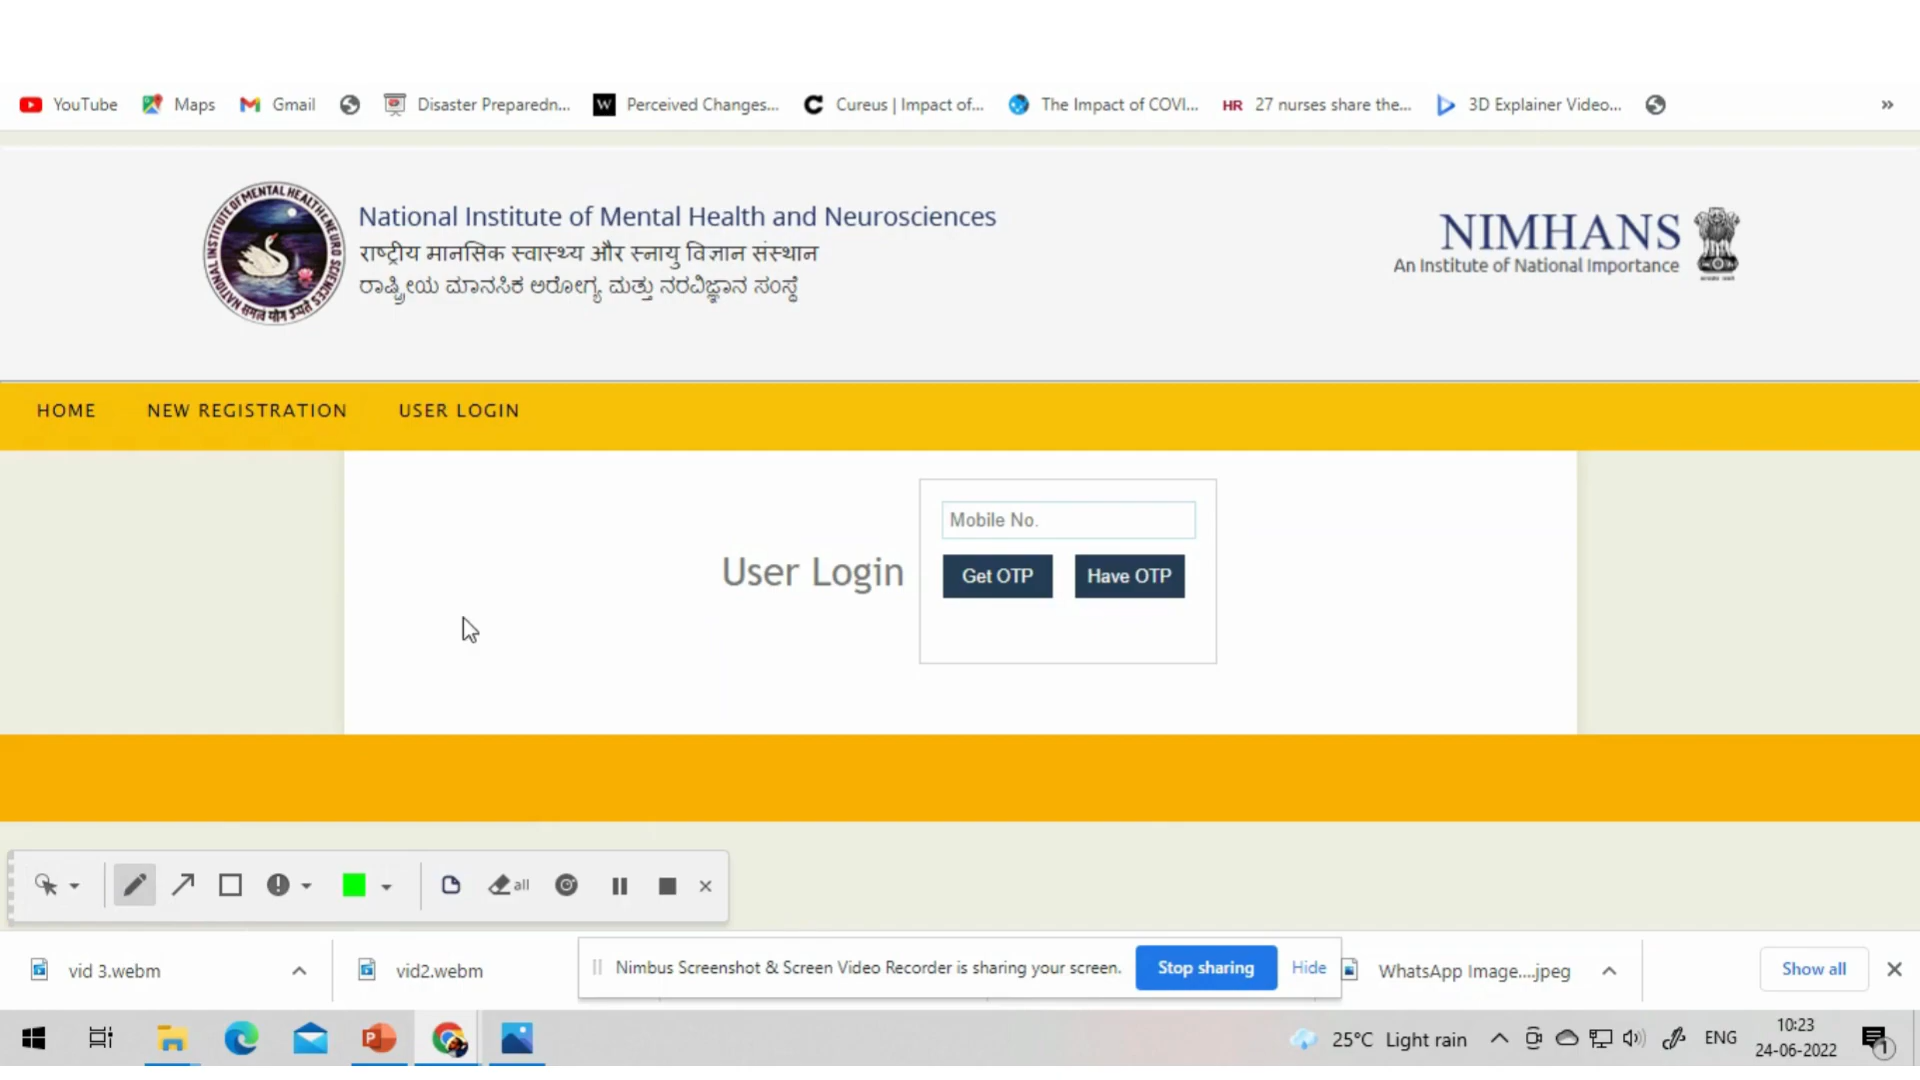 YouTube Maps Gmail Disaster Preparedn... W Perceived Changes... Cureus | Impact of... The Impact of COVI... HR 27 nurses share the... 3D Explainer Video... »
National Institute of Mental Health and Neurosciences
राष्ट्रीय मानसिक स्वास्थ्य और स्नायु विज्ञान संस्थान
ರಾಷ್ಟ್ರೀಯ ಮಾನಸಿಕ ಅರೋಗ್ಯ ಮತ್ತು ನರವಿಜ್ಞಾನ ಸಂಸ್ಥೆ
NIMHANS
An Institute of National Importance
HOME NEW REGISTRATION USER LOGIN
Mobile No.
User Login
Get OTP Have OTP
all
vid 3.webm vid2.webm Nimbus Screenshot & Screen Video Recorder is sharing your screen. Stop sharing Hide WhatsApp Image....jpeg Show all
25°C Light rain ENG 10:23
24-06-2022 1